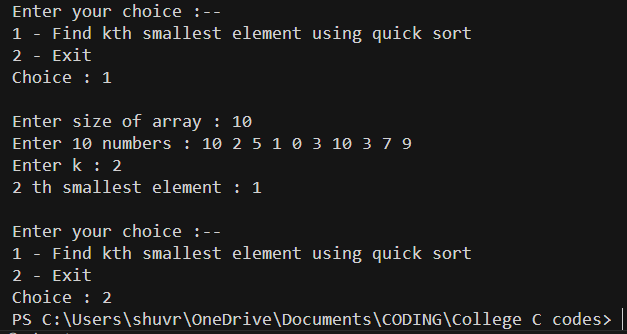 Enter your choice :--
1 - Find kth smallest element using quick sort
2 - Exit
Choice : 1
Enter size of array : 10
Enter 10 numbers : 10 2 5 1 0 3 10 3 7 9
Enter k : 2
2 th smallest element : 1
Enter your choice :--
1 - Find kth smallest element using quick sort
2 - Exit
Choice : 2
PS C:\Users\shuvr\OneDrive\Documents\CODING\College C codes>